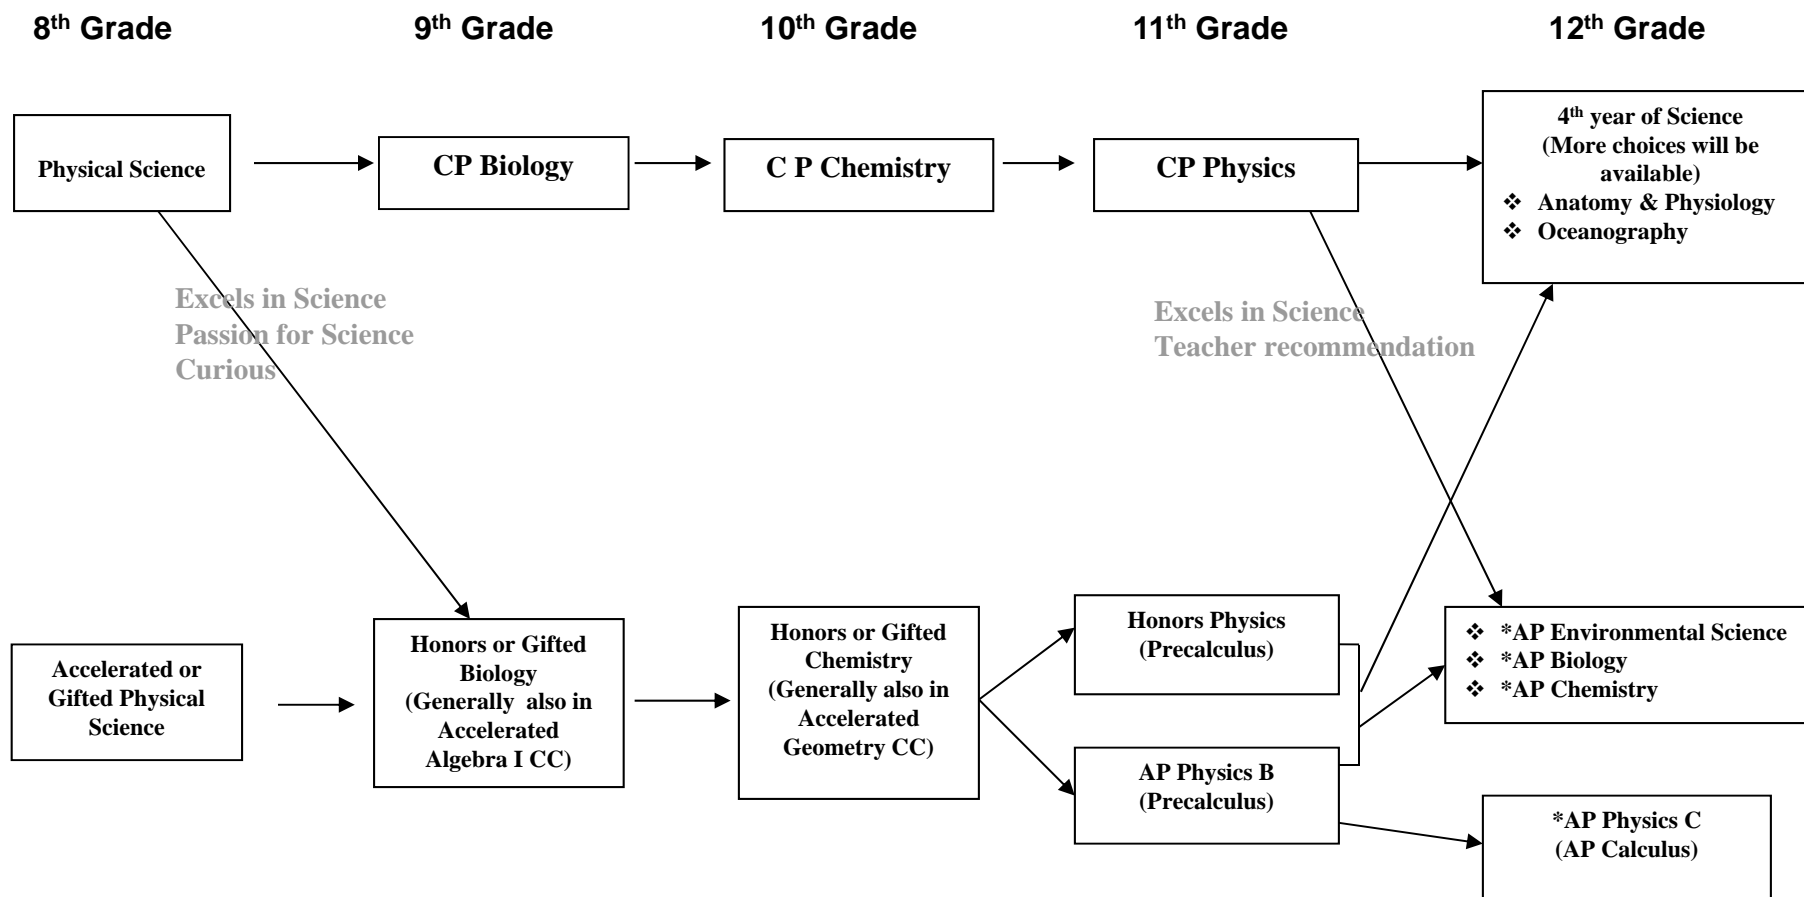 8th Grade
9th Grade
10th Grade
11th Grade
12th Grade
Physical Science
CP Biology
C P Chemistry
CP Physics
4th year of Science
(More choices will be
available)
❖ Anatomy & Physiology
❖ Oceanography
Excels in Science
Passion for Science
Curious
Excels in Science
Teacher recommendation
Accelerated or
Gifted Physical
Science
Honors or Gifted
Biology
(Generally also in
Accelerated
Algebra I CC)
Honors or Gifted
Chemistry
(Generally also in
Accelerated
Geometry CC)
Honors Physics
(Precalculus)
AP Physics B
(Precalculus)
❖ *AP Environmental Science
❖ *AP Biology
❖ *AP Chemistry
*AP Physics C
(AP Calculus)